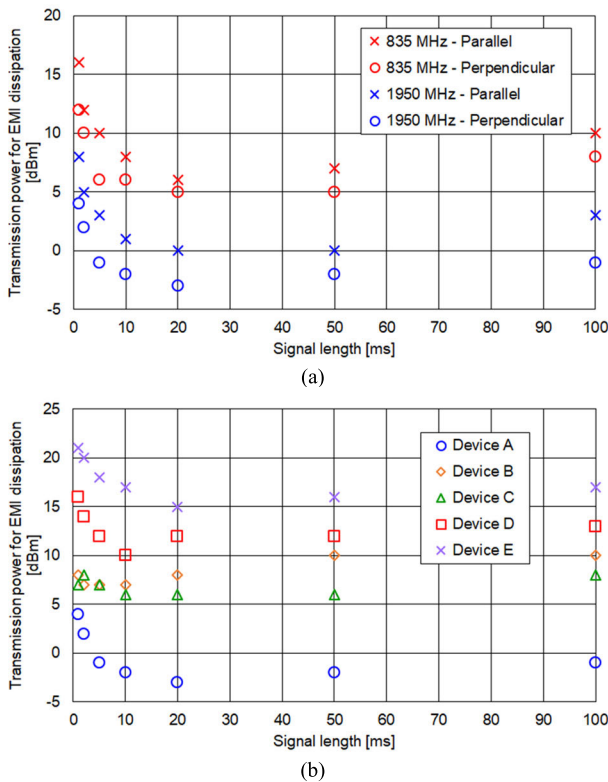 20
15
10
5
0
-5
Transmission power for EMI dissipation
[dBm]
835 MHz - Parallel
835 MHz - Perpendicular
1950 MHz - Parallel
1950 MHz - Perpendicular
0 10 20 30 40 50 60 70 80 90 100
Signal length [ms]
(a)
25
20
15
10
5
0
-5
Transmission power for EMI dissipation
[dBm]
Device A
Device B
Device C
Device D
Device E
0 10 20 30 40 50 60 70 80 90 100
Signal length [ms]
(b)